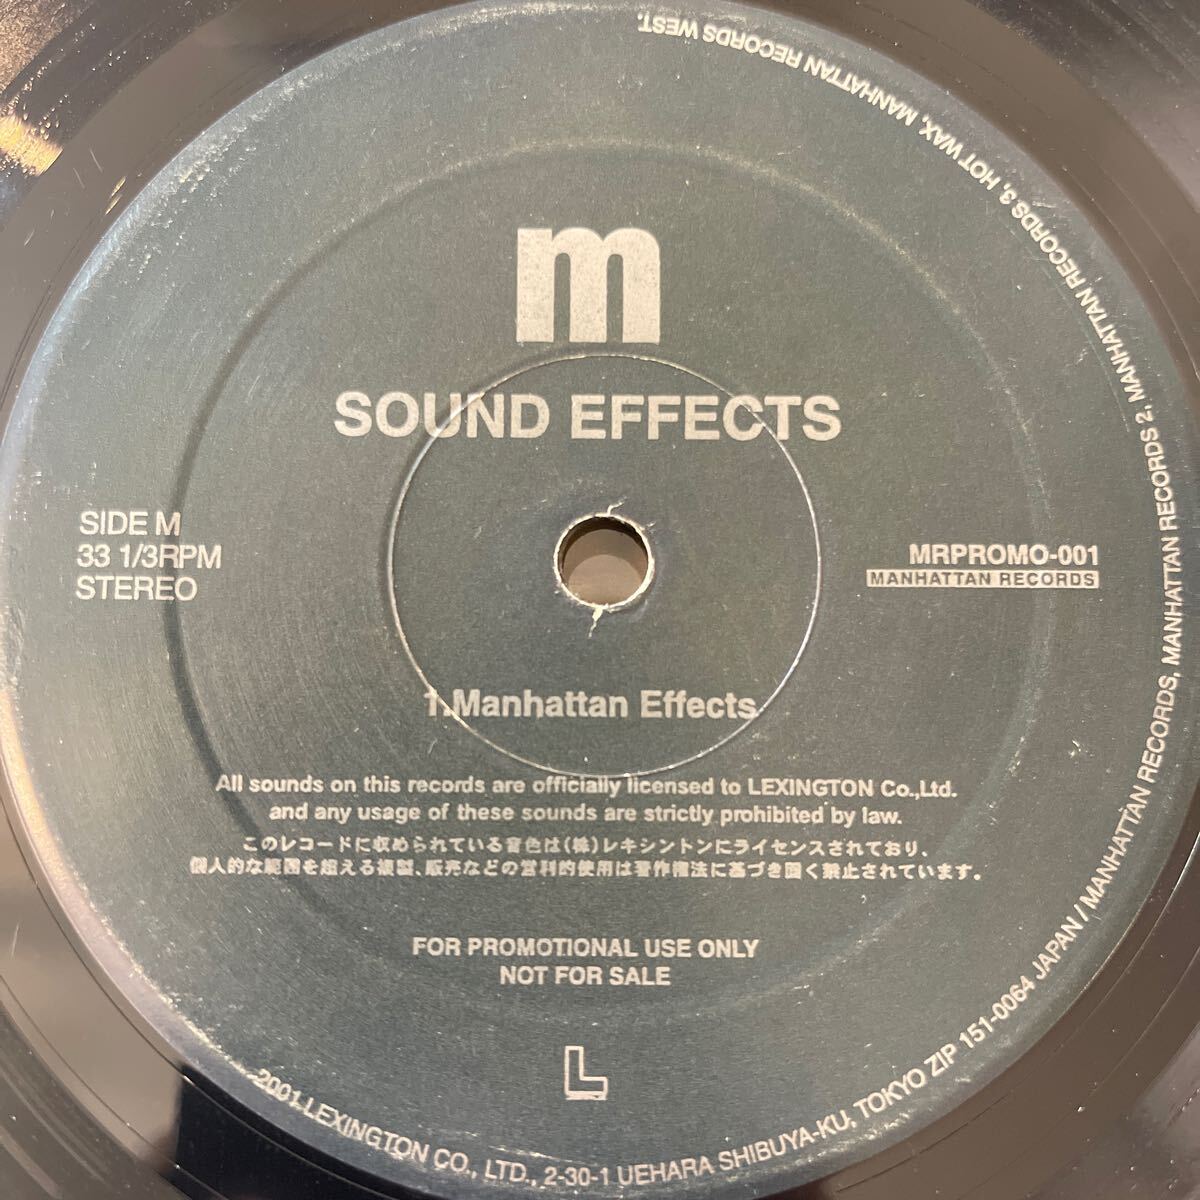 m
SOUND EFFECTS
SIDE M
33 1/3RPM
STEREO
MRPROMO-001
MANHATTAN RECORDS
1.Manhattan Effects
All sounds on this records are officially licensed to LEXINGTON Co.,Ltd.
and any usage of these sounds are strictly prohibited by law.
このレコードに収められている音色は(株)レキシントンにライセンスされており、
個人的な範囲を超える複製、販売などの営利的使用は著作権法に基づき固く禁止されています。
FOR PROMOTIONAL USE ONLY
NOT FOR SALE
L
2001 LEXINGTON CO., LTD., 2-30-1 UEHARA SHIBUYA-KU, TOKYO ZIP 151-0064 JAPAN / MANHATTAN RECORDS, MANHATTAN RECORDS 2, MANHATTAN RECORDS 3, HOT WAX, MANHATTAN RECORDS WEST.